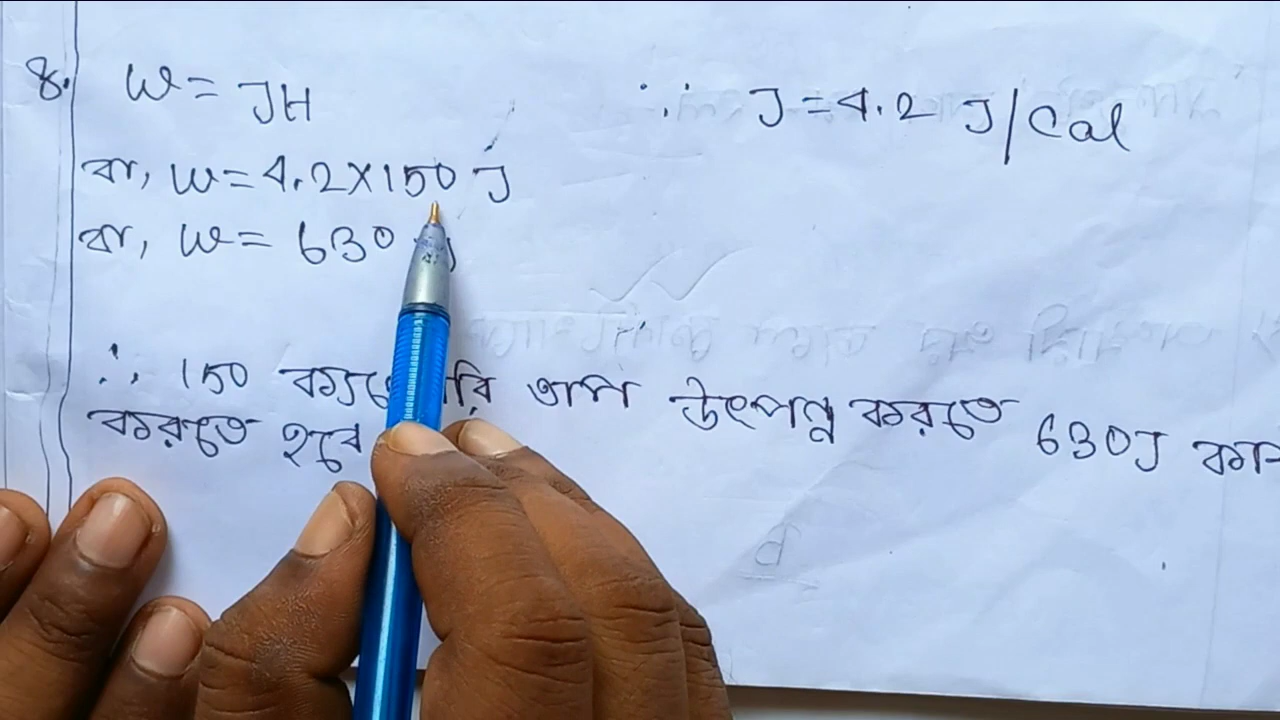 8. W = JH ∵ J = 4.2 J/Cal
বা, W = 4.2 × 150 J
বা, W = 630
∴ 150 তাপ উৎপন্ন করতে 630J
করতে হবে